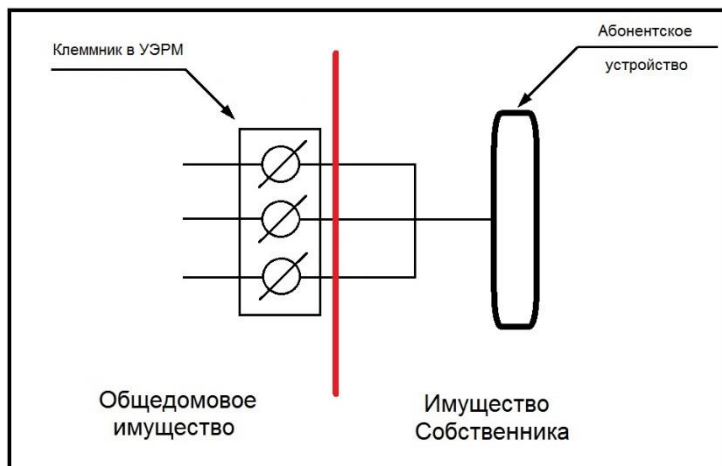 Клеммник в УЭРМ
Абонентское
устройство
Общедомовое
имущество
Имущество
Собственника